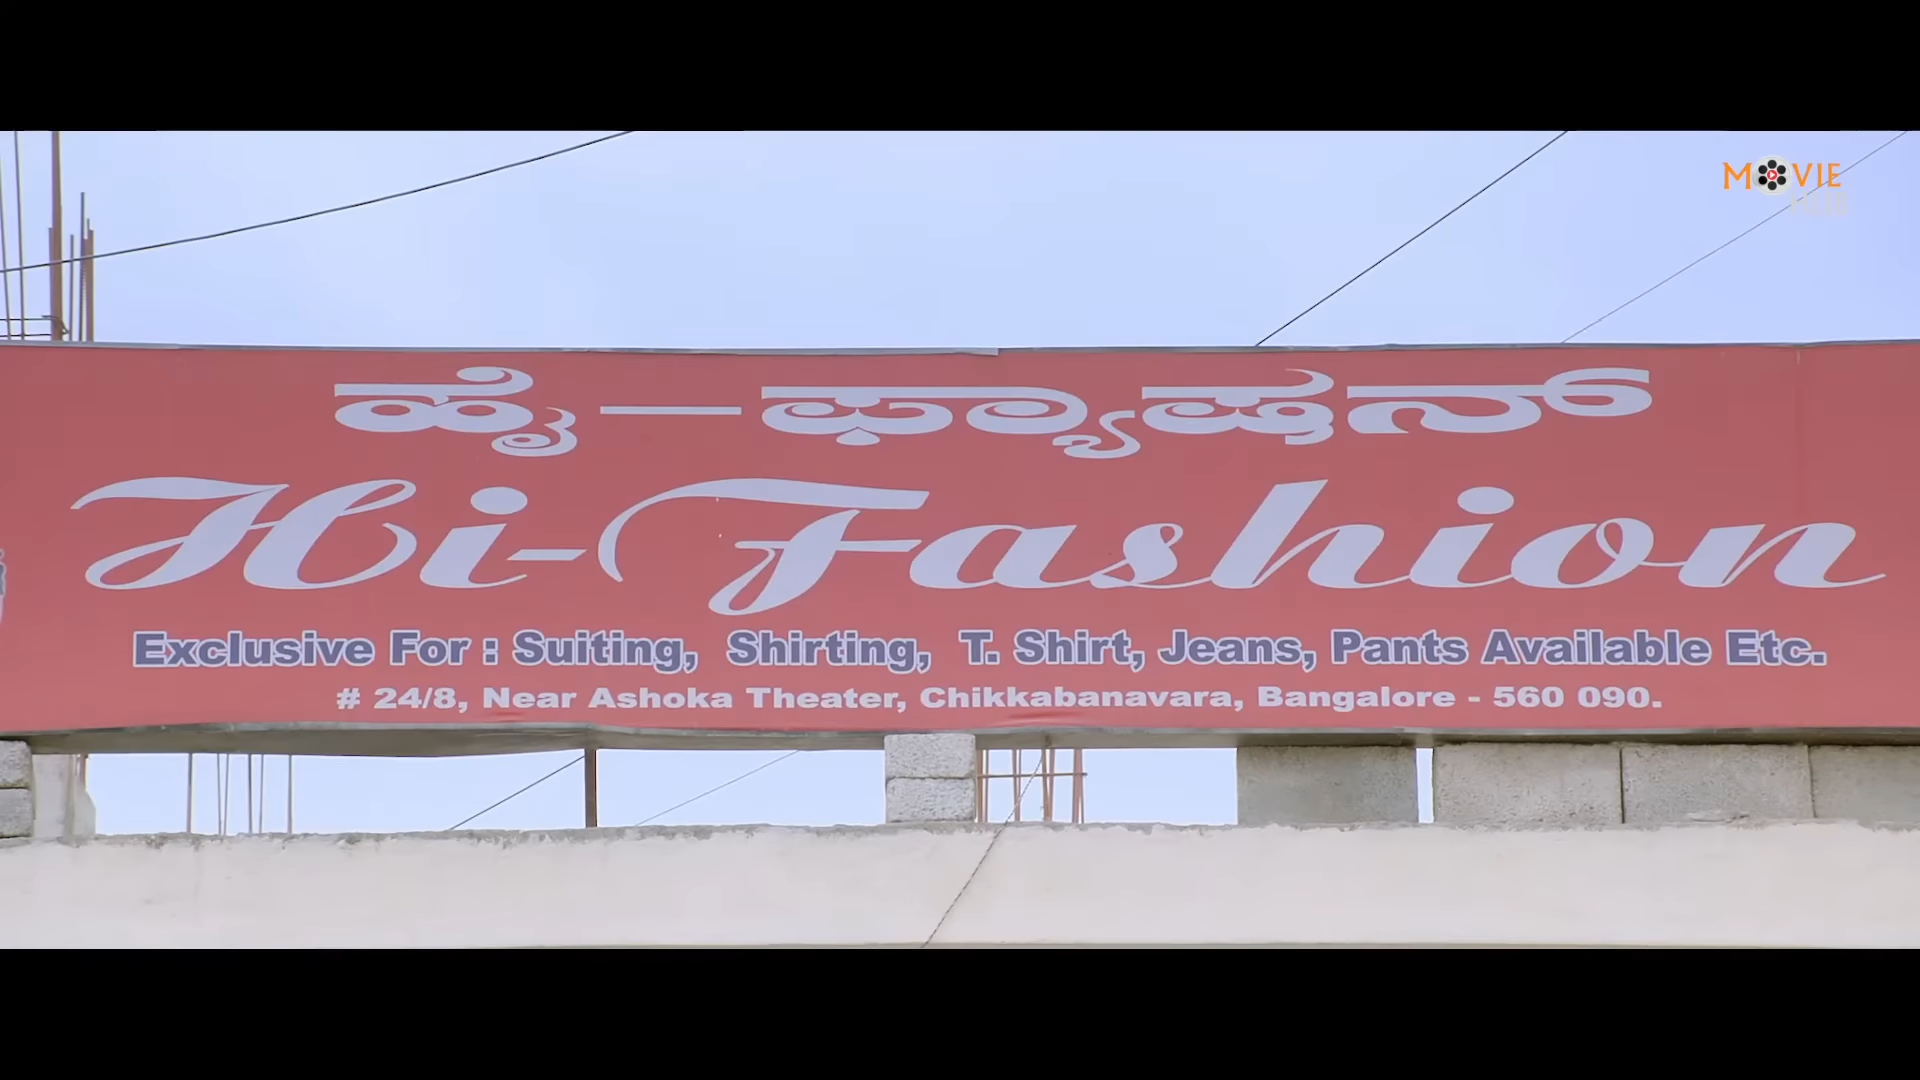 MOVIE
ಹೈ-ಫ್ಯಾಷನ್
Hi-Fashion
Exclusive For : Suiting, Shirting, T. Shirt, Jeans, Pants Available Etc.
# 24/8, Near Ashoka Theater, Chikkabanavara, Bangalore - 560 090.